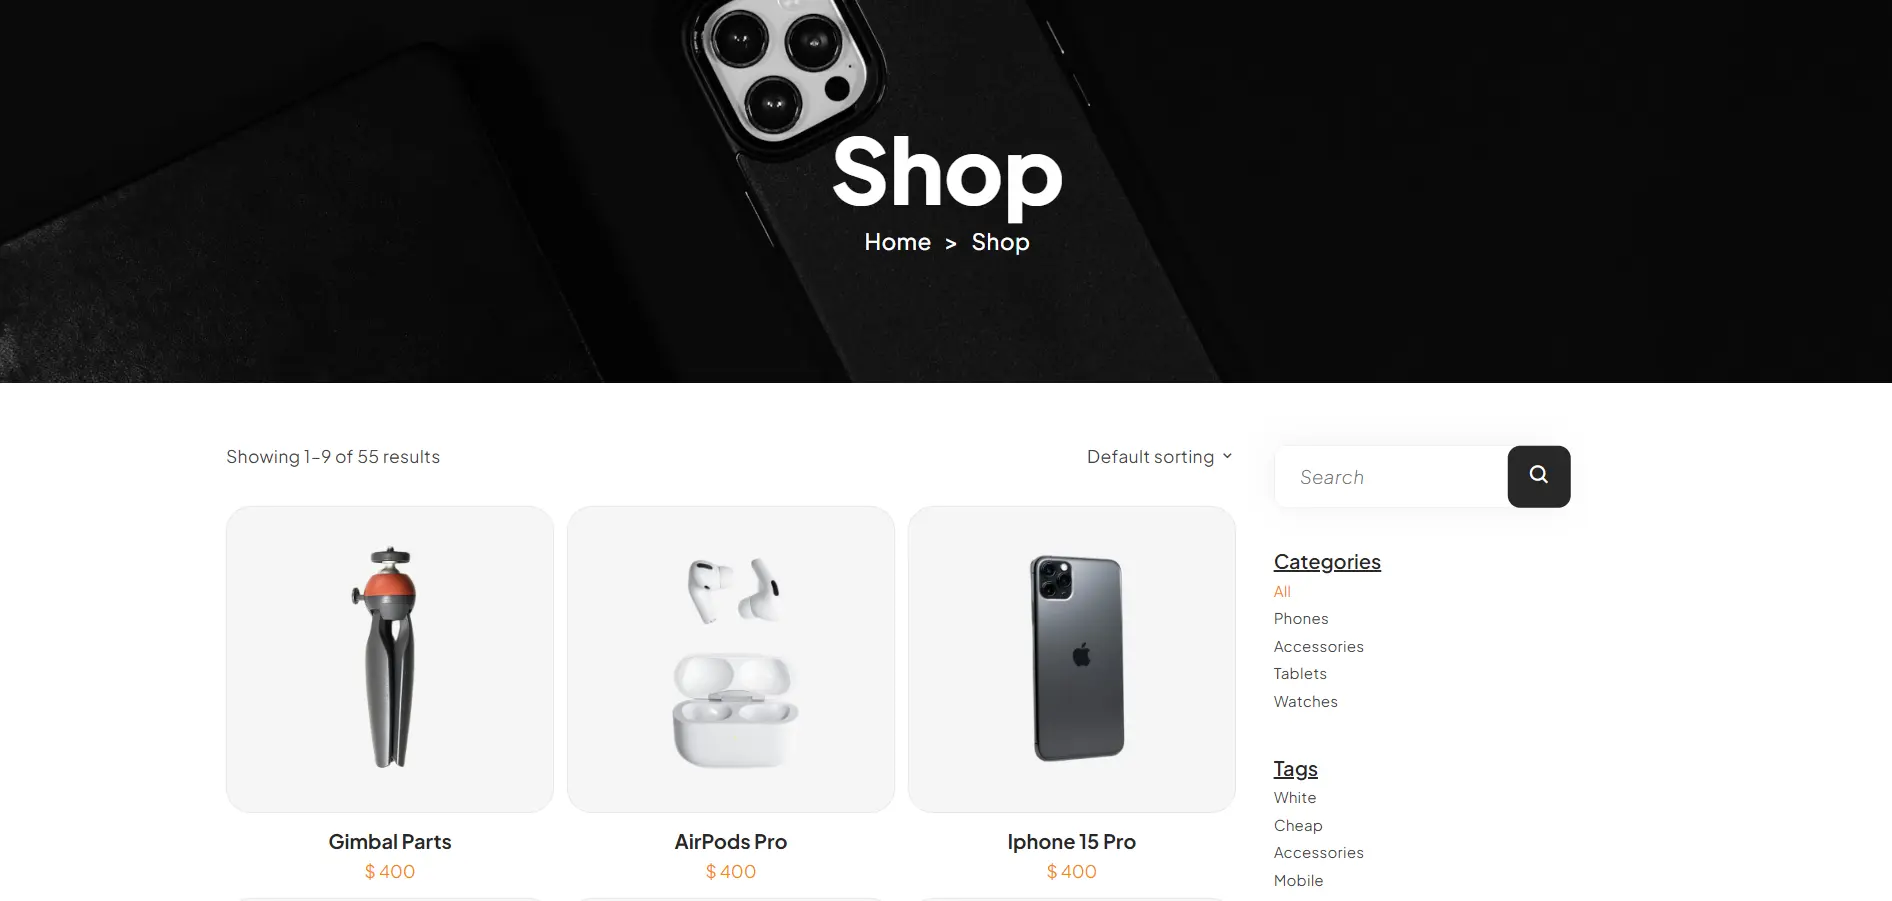 Shop
Home > Shop
Showing 1–9 of 55 results
Default sorting
Search
Gimbal Parts
$ 400
AirPods Pro
$ 400
Iphone 15 Pro
$ 400
Categories
All
Phones
Accessories
Tablets
Watches
Tags
White
Cheap
Accessories
Mobile